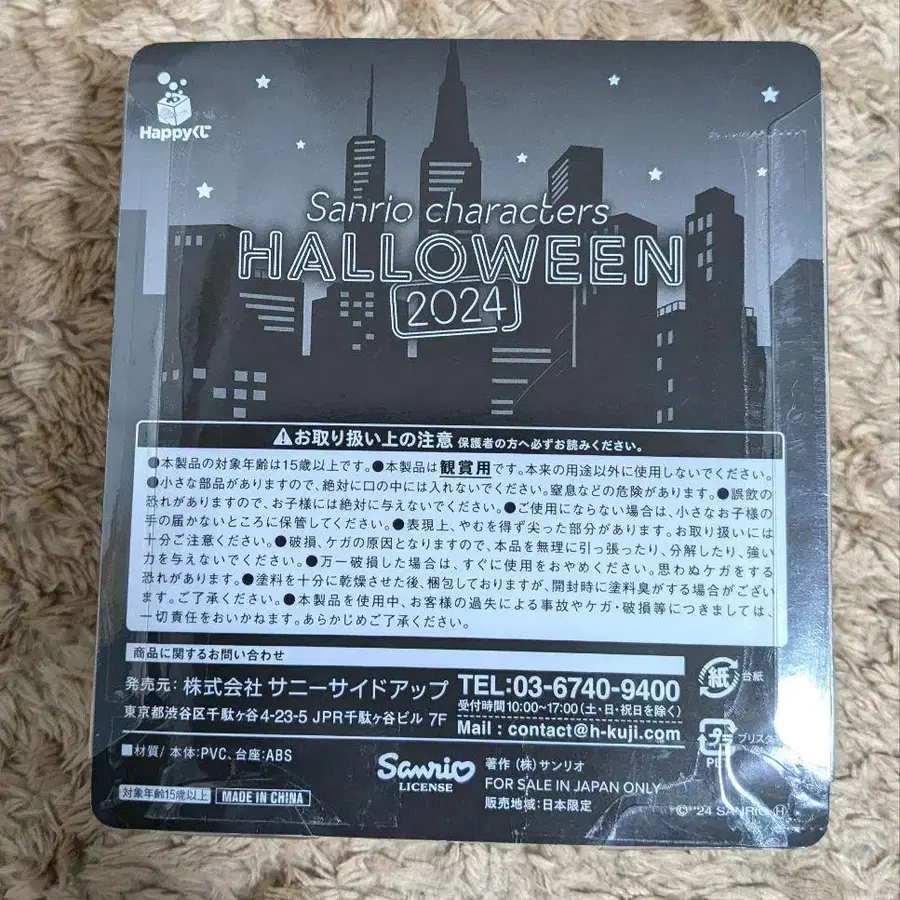 Happyくじ
Sanrio characters
HALLOWEEN
2024
⚠お取り扱い上の注意 保護者の方へ必ずお読みください。
●本製品の対象年齢は15歳以上です。●本製品は観賞用です。本来の用途以外に使用しないでください。
●小さな部品がありますので、絶対に口の中には入れないでください。窒息などの危険があります。●誤飲の
恐れがありますので、お子様には絶対に与えないでください。●ご使用にならない場合は、小さなお子様の
手の届かないところに保管してください。●表現上、やむを得ず尖った部分があります。お取り扱いには
十分ご注意ください。●破損、ケガの原因となりますので、本品を無理に引っ張ったり、分解したり、強い
力を与えないでください。●万一破損した場合は、すぐに使用をおやめください。思わぬケガをする
恐れがあります。●塗料を十分に乾燥させた後、梱包しておりますが、開封時に塗料臭がする場合がござい
ます。ご了承ください。●本製品を使用中、お客様の過失による事故やケガ・破損等につきましては、
一切責任をおいかねます。あらかじめご了承ください。
商品に関するお問い合わせ
発売元:株式会社 サニーサイドアップ
東京都渋谷区千駄ヶ谷4-23-5 JPR千駄ヶ谷ビル 7F
TEL:03-6740-9400
受付時間10:00~17:00(土・日・祝日を除く)
Mail : contact@h-kuji.com
紙 台紙
■材質/ 本体:PVC、台座:ABS
対象年齢15歳以上 MADE IN CHINA
Sanrio
LICENSE
著作 (株) サンリオ
FOR SALE IN JAPAN ONLY
販売地域:日本限定
© '24 SANRIO (H)